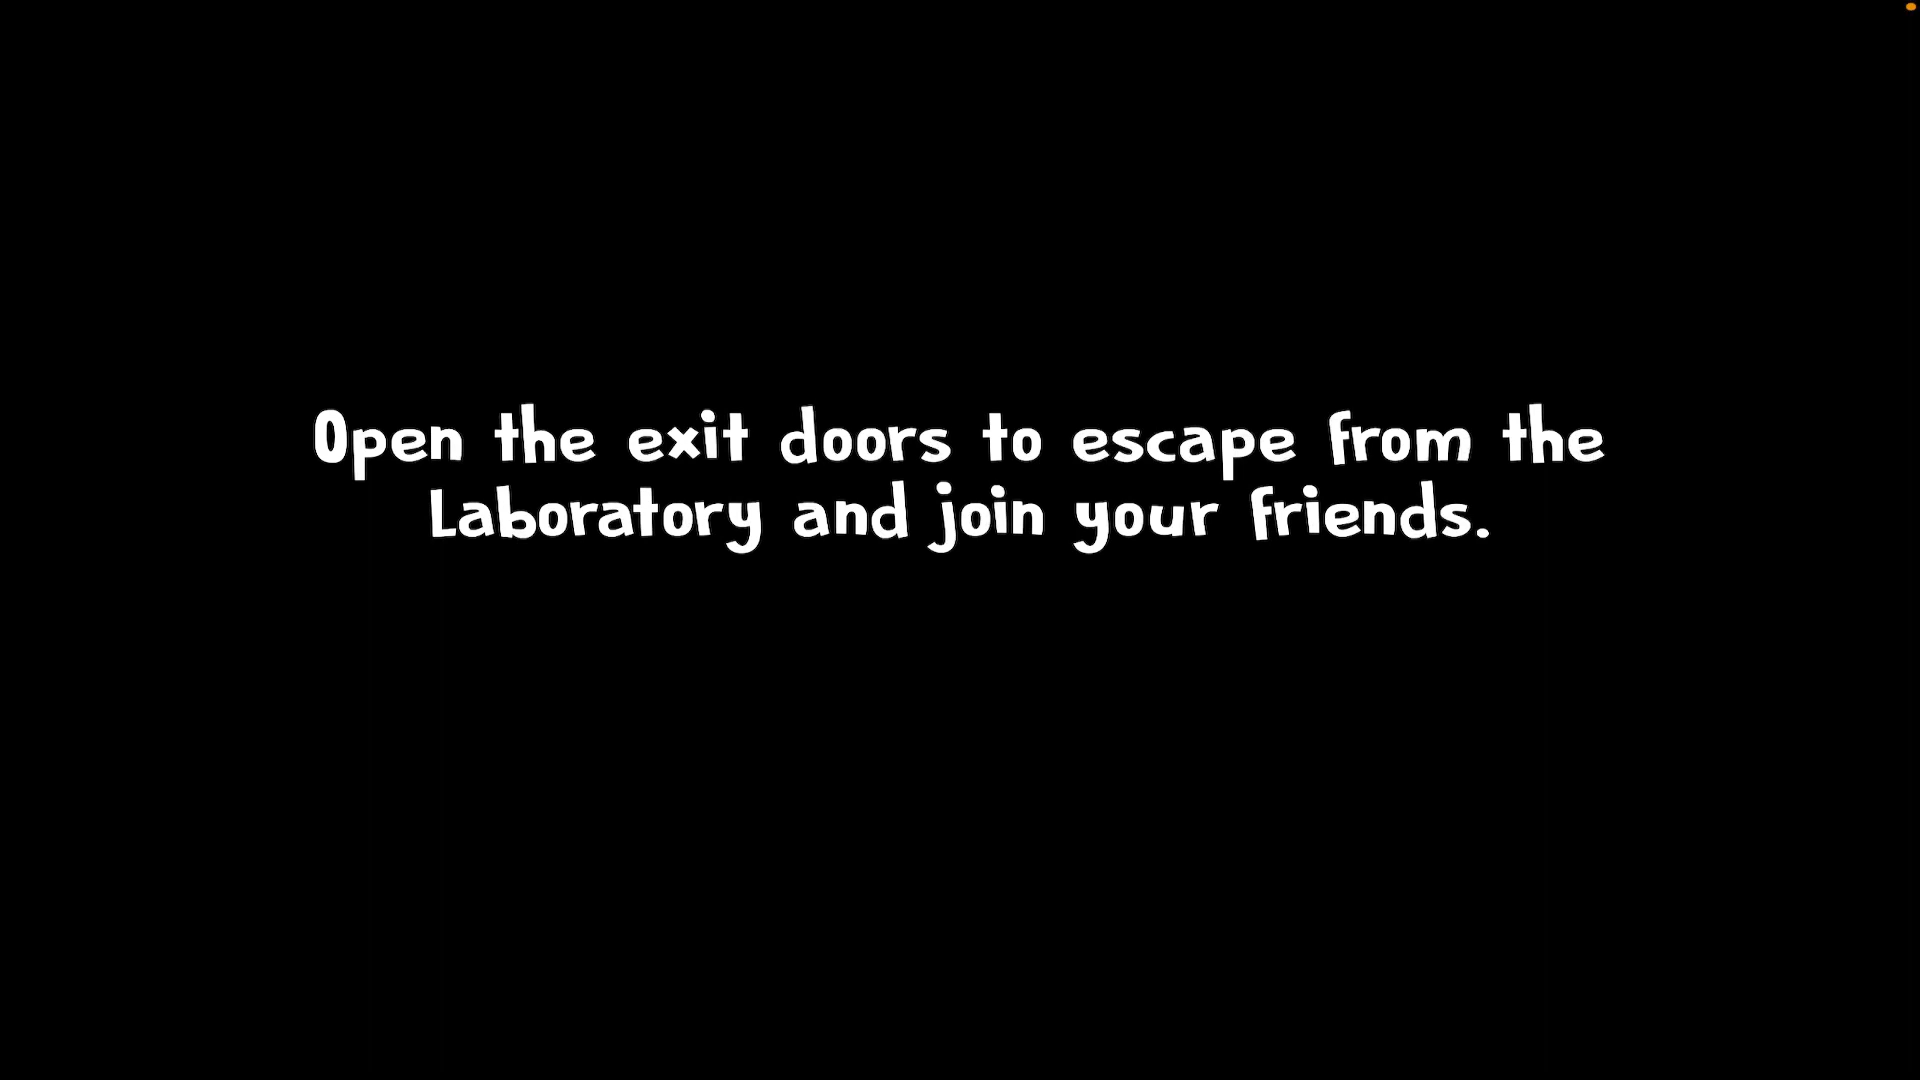 Open the exit doors to escape from the
Laboratory and join your friends.